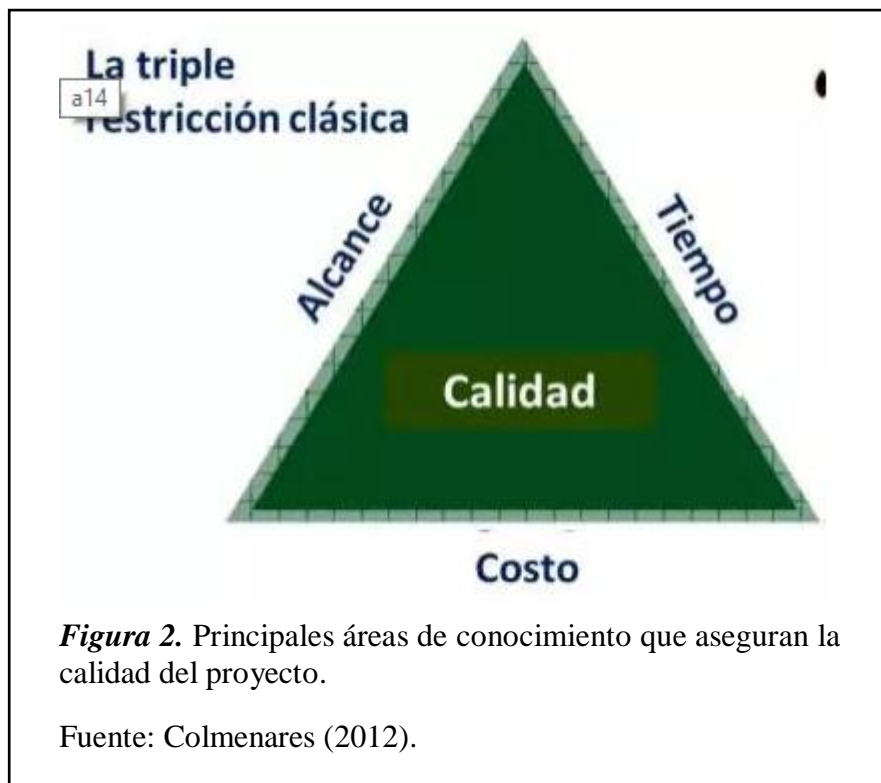 La triple
a14
restricción clásica
Alcance
Tiempo
Calidad
Costo
Figura 2. Principales áreas de conocimiento que aseguran la
calidad del proyecto.
Fuente: Colmenares (2012).